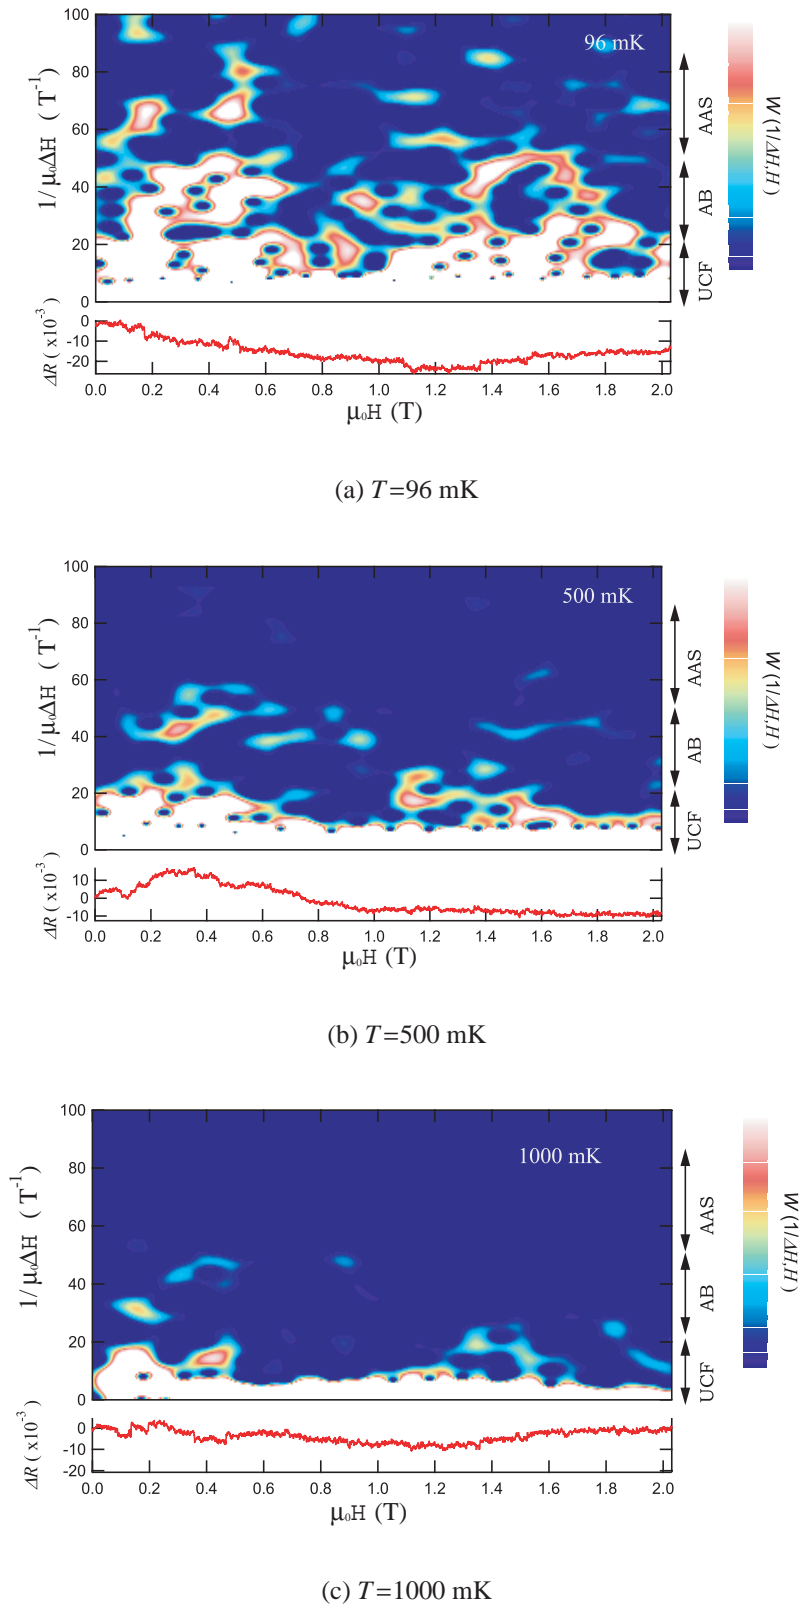 100
80
60
40
20
0
1/μ₀ΔH ( T⁻¹)
96 mK
AAS
AB
UCF
W (1/ΔH,H)
0
-10
-20
ΔR ( x10⁻³)
0.0 0.2 0.4 0.6 0.8 1.0 1.2 1.4 1.6 1.8 2.0
μ₀H (T)
(a) T=96 mK
100
80
60
40
20
0
1/μ₀ΔH ( T⁻¹)
500 mK
AAS
AB
UCF
W (1/ΔH,H)
10
0
-10
ΔR ( x10⁻³)
0.0 0.2 0.4 0.6 0.8 1.0 1.2 1.4 1.6 1.8 2.0
μ₀H (T)
(b) T=500 mK
100
80
60
40
20
0
1/μ₀ΔH ( T⁻¹)
1000 mK
AAS
AB
UCF
W (1/ΔH,H)
0
-10
-20
ΔR ( x10⁻³)
0.0 0.2 0.4 0.6 0.8 1.0 1.2 1.4 1.6 1.8 2.0
μ₀H (T)
(c) T=1000 mK